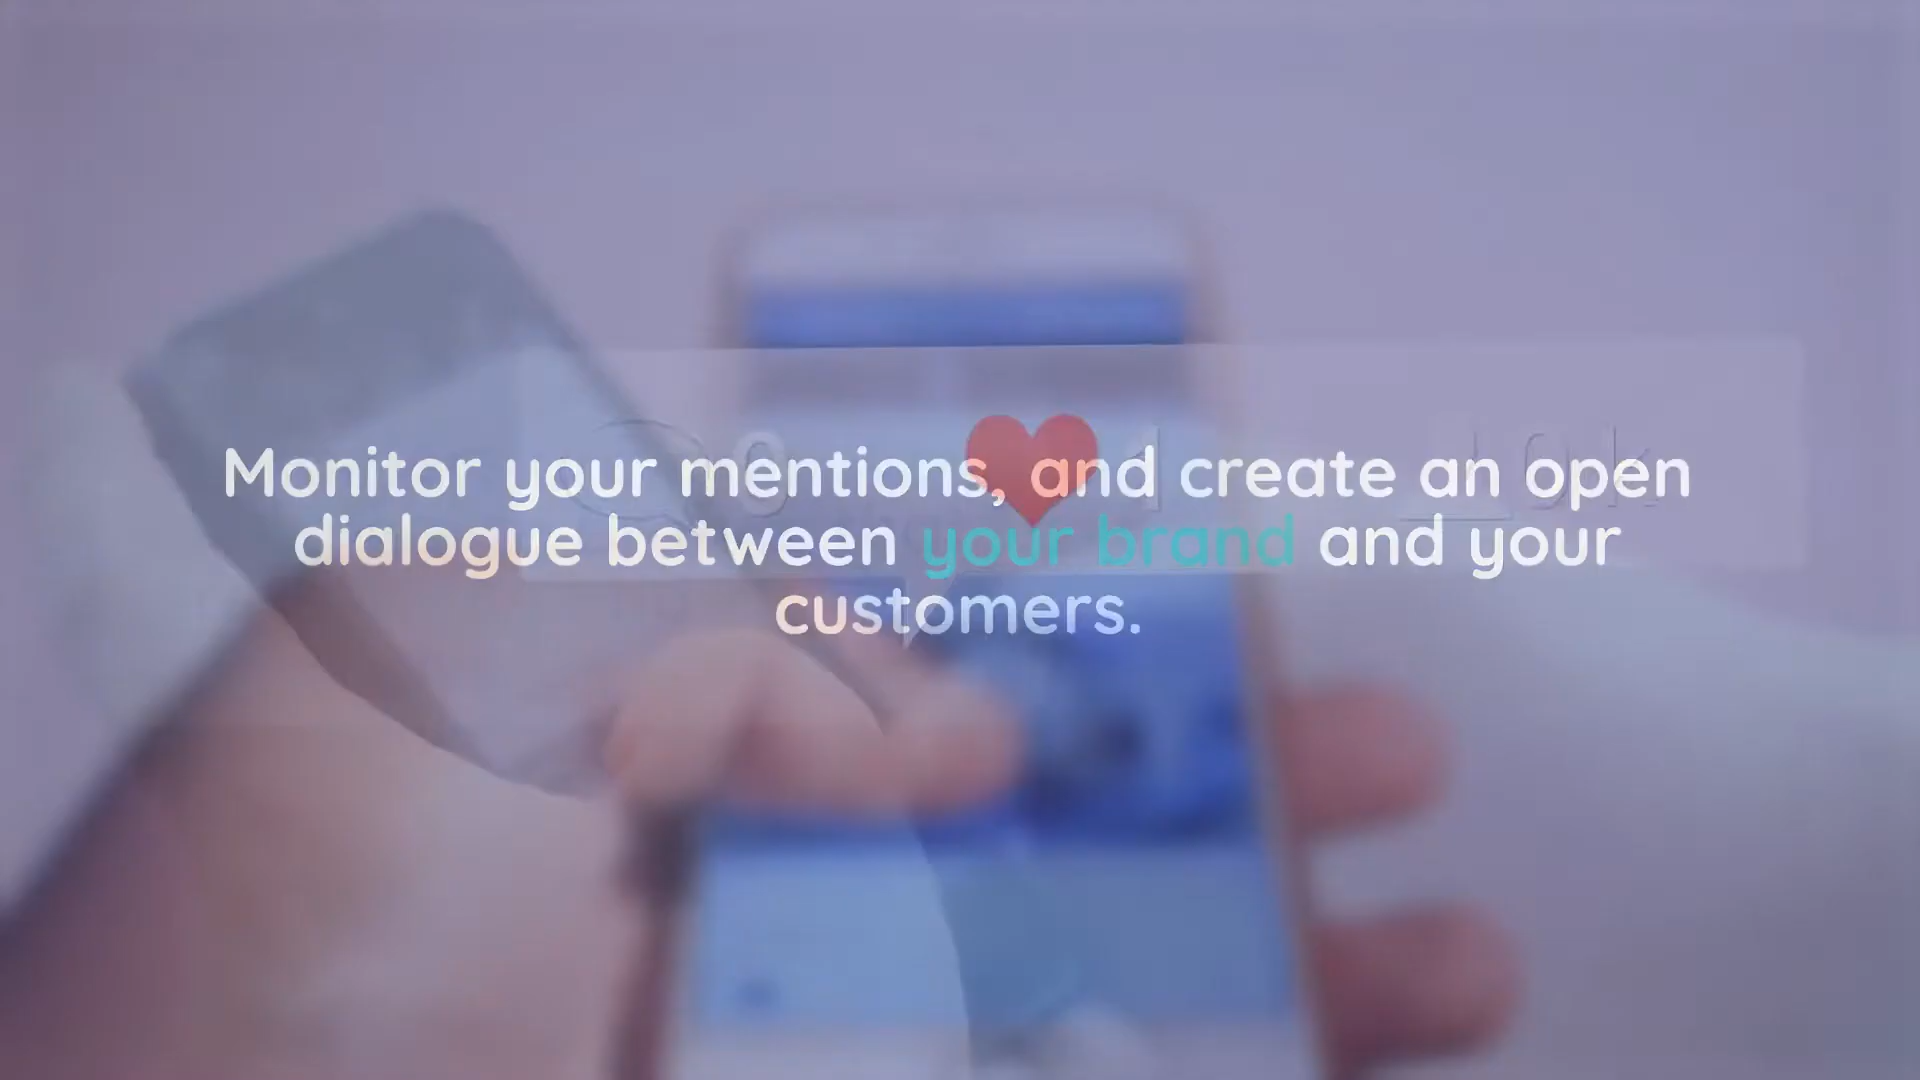 Monitor your mentions, and create an open
dialogue between your brand and your
customers.